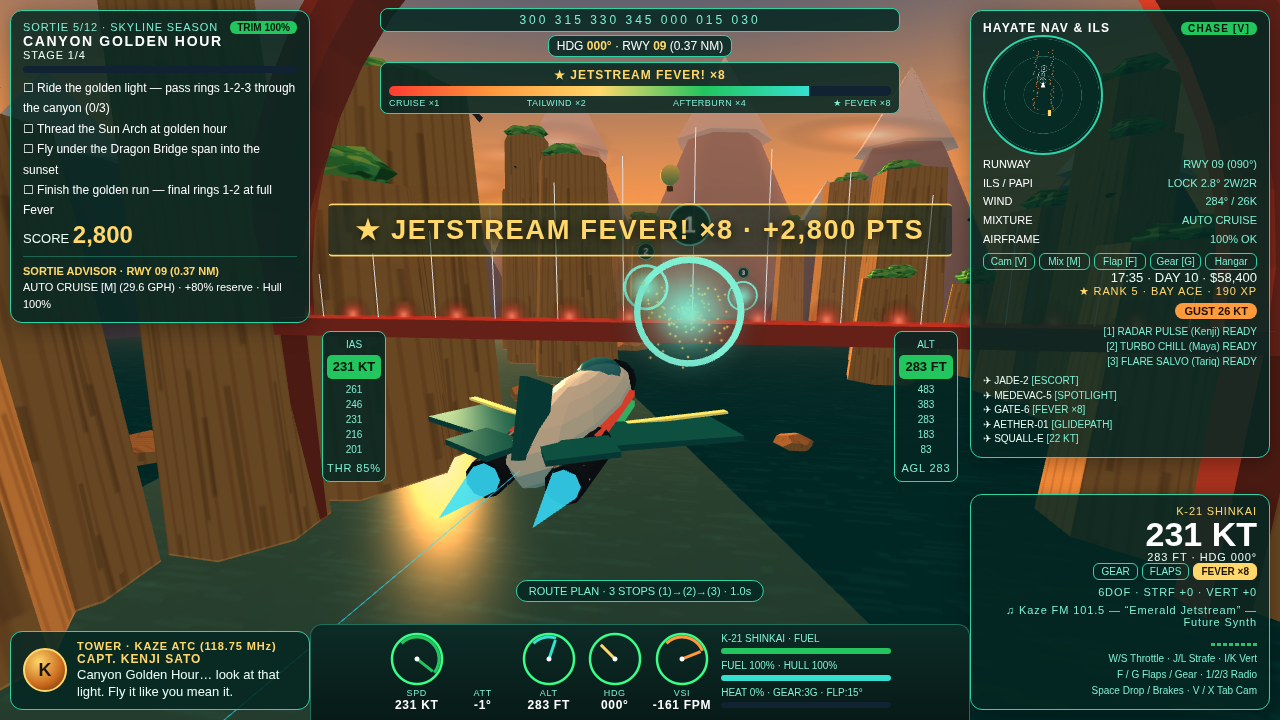 SORTIE 5/12 · SKYLINE SEASON TRIM 100%
CANYON GOLDEN HOUR
STAGE 1/4
☐ Ride the golden light — pass rings 1-2-3 through
the canyon (0/3)
☐ Thread the Sun Arch at golden hour
☐ Fly under the Dragon Bridge span into the
sunset
☐ Finish the golden run — final rings 1-2 at full
Fever
SCORE 2,800
SORTIE ADVISOR · RWY 09 (0.37 NM)
AUTO CRUISE [M] (29.6 GPH) · +80% reserve · Hull
100%
300 315 330 345 000 015 030
HDG 000° · RWY 09 (0.37 NM)
★ JETSTREAM FEVER! ×8
CRUISE ×1 TAILWIND ×2 AFTERBURN ×4 ★ FEVER ×8
★ JETSTREAM FEVER! ×8 · +2,800 PTS
1
2
3
IAS
231 KT
261
246
231
216
201
THR 85%
ALT
283 FT
483
383
283
183
83
AGL 283
ROUTE PLAN · 3 STOPS (1)→(2)→(3) · 1.0s
HAYATE NAV & ILS CHASE [V]
RUNWAY RWY 09 (090°)
ILS / PAPI LOCK 2.8° 2W/2R
WIND 284° / 26K
MIXTURE AUTO CRUISE
AIRFRAME 100% OK
Cam [V] Mix [M] Flap [F] Gear [G] Hangar
17:35 · DAY 10 · $58,400
★ RANK 5 · BAY ACE · 190 XP
GUST 26 KT
[1] RADAR PULSE (Kenji) READY
[2] TURBO CHILL (Maya) READY
[3] FLARE SALVO (Tariq) READY
✈ JADE-2 [ESCORT]
✈ MEDEVAC-5 [SPOTLIGHT]
✈ GATE-6 [FEVER ×8]
✈ AETHER-01 [GLIDEPATH]
✈ SQUALL-E [22 KT]
K-21 SHINKAI
231 KT
283 FT · HDG 000°
GEAR FLAPS FEVER ×8
6DOF · STRF +0 · VERT +0
♫ Kaze FM 101.5 — “Emerald Jetstream” —
Future Synth
W/S Throttle · J/L Strafe · I/K Vert
F / G Flaps / Gear · 1/2/3 Radio
Space Drop / Brakes · V / X Tab Cam
K
TOWER · KAZE ATC (118.75 MHz)
CAPT. KENJI SATO
Canyon Golden Hour… look at that
light. Fly it like you mean it.
SPD ATT ALT HDG VSI
231 KT -1° 283 FT 000° -161 FPM
K-21 SHINKAI · FUEL
FUEL 100% · HULL 100%
HEAT 0% · GEAR:3G · FLP:15°